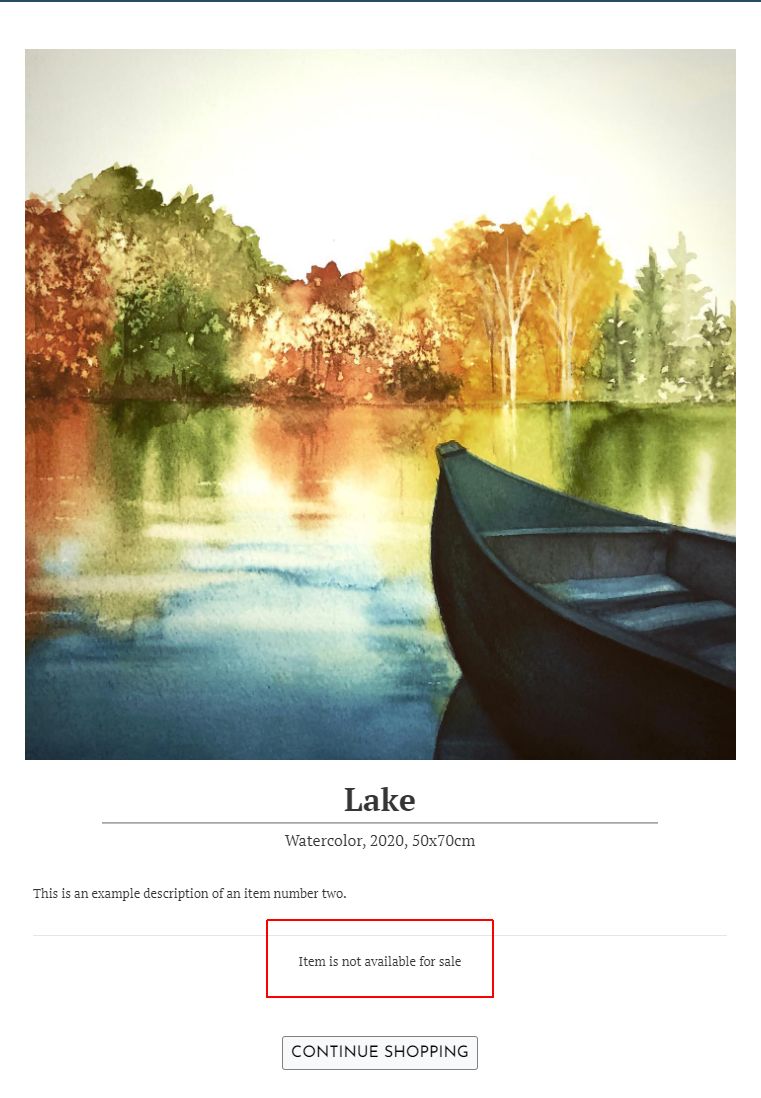 Lake
Watercolor, 2020, 50x70cm
This is an example description of an item number two.
Item is not available for sale
CONTINUE SHOPPING